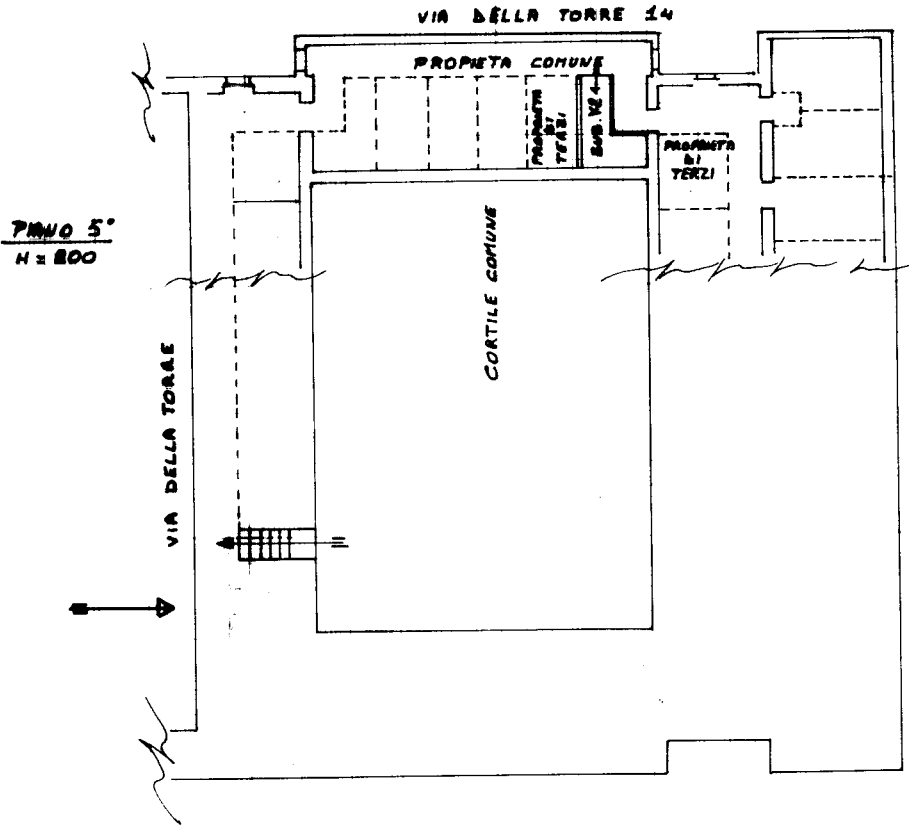 VIA DELLA TORRE 14
PROPIETA COMUNE
PROPRIETA
DI
TERZI
SUB. 42
PROPRIETA
DI
TERZI
PIANO 5°
H = 200
CORTILE COMUNE
VIA DELLA TORRE